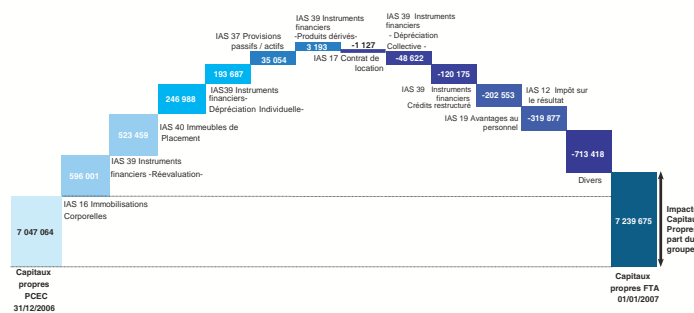 IAS 39 Instruments
financiers
-Produits dérivés-
3 193
-1 127
IAS 39 Instruments
financiers
- Dépréciation
Collective -
-48 622
IAS 37 Provisions
passifs / actifs
35 054
IAS 17 Contrat de
location
193 687
-120 175
246 988
IAS39 Instruments
financiers-
Dépréciation Individuelle-
IAS 39 Instruments
financiers
Crédits restructuré
-202 553
IAS 12 Impôt sur
le résultat
523 459
IAS 40 Immeubles de
Placement
IAS 19 Avantages au
personnel
-319 877
596 001
IAS 39 Instruments
financiers -Réevaluation-
-713 418
Divers
7 047 064
IAS 16 Immobilisations
Corporelles
7 239 675
Impact
Capitau
Propres
part du
groupe
Capitaux
propres
PCEC
31/12/2006
Capitaux
propres FTA
01/01/2007